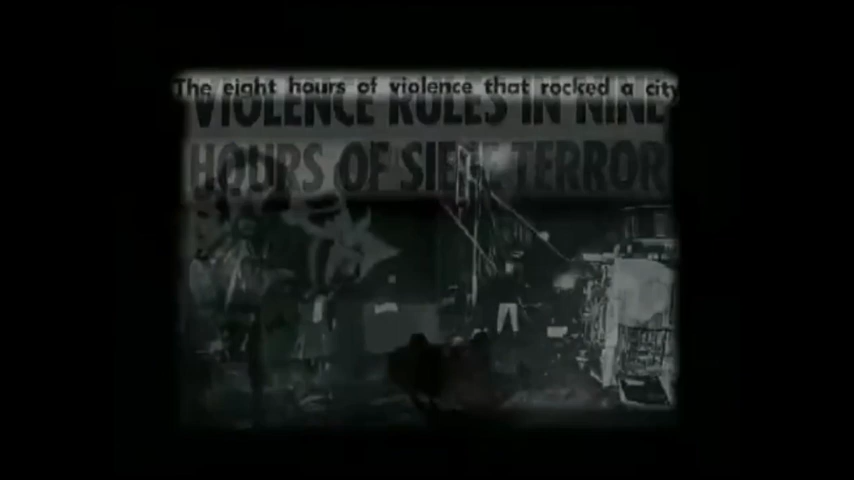 The eight hours of violence that rocked a city
VIOLENCE RULES IN NINE
HOURS OF SIEGE TERROR